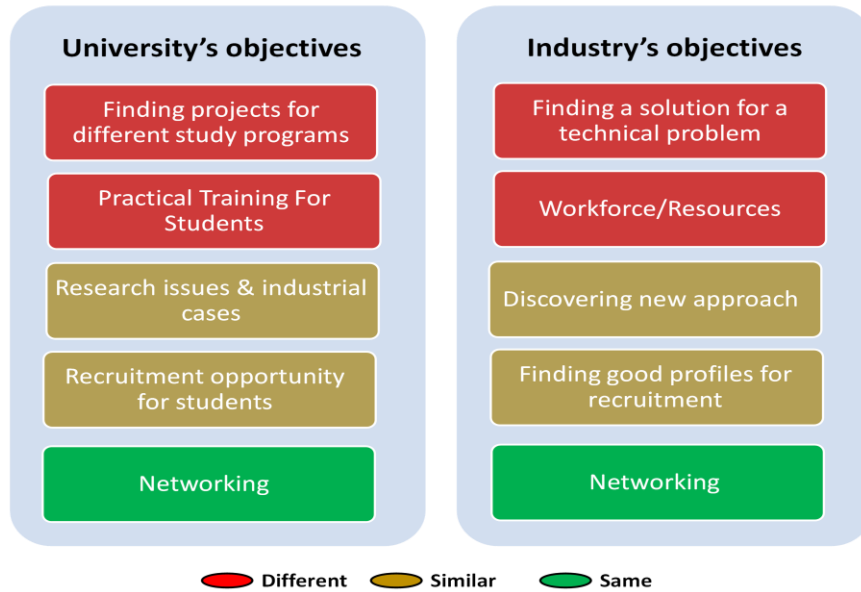 University's objectives
Finding projects for
different study programs
Practical Training For
Students
Research issues & industrial
cases
Recruitment opportunity
for students
Networking
Industry's objectives
Finding a solution for a
technical problem
Workforce/Resources
Discovering new approach
Finding good profiles for
recruitment
Networking
Different
Similar
Same